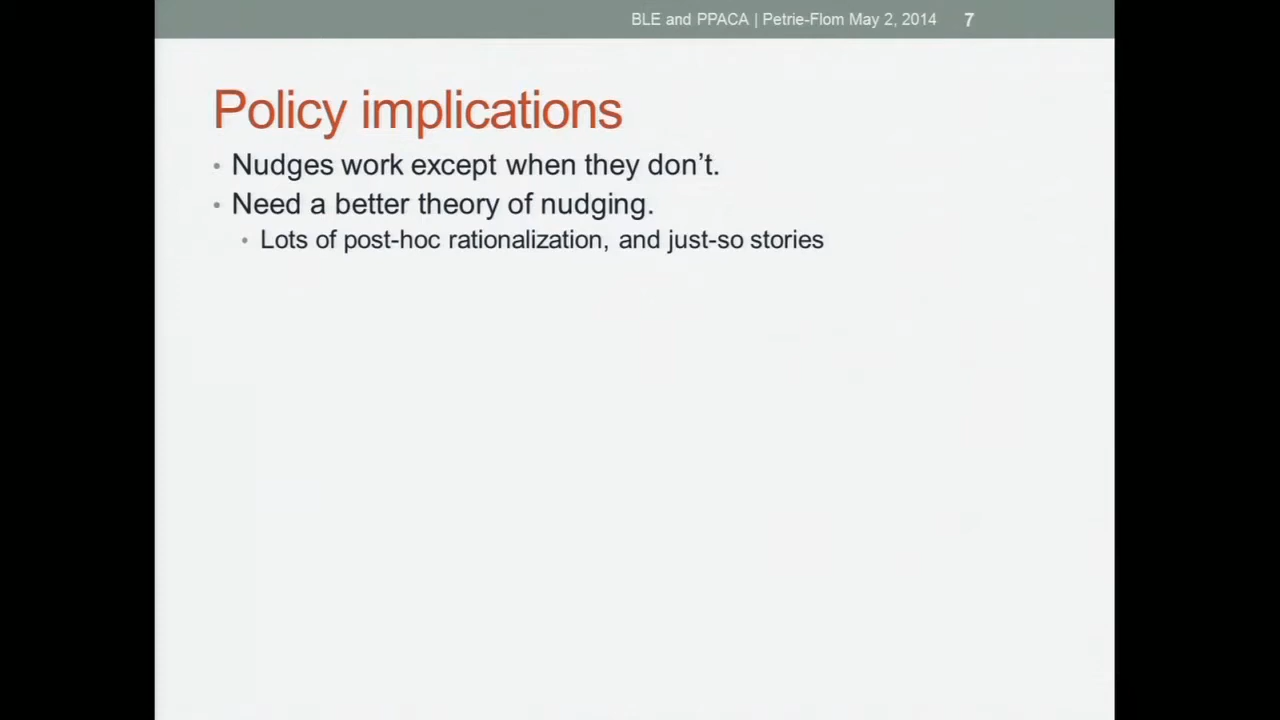 BLE and PPACA | Petrie-Flom May 2, 2014 7
Policy implications
• Nudges work except when they don’t.
• Need a better theory of nudging.
• Lots of post-hoc rationalization, and just-so stories